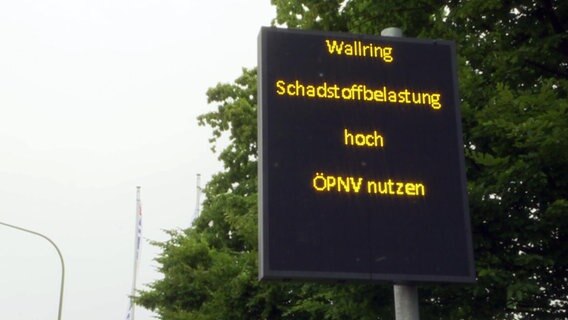 Wallring
Schadstoffbelastung
hoch
ÖPNV nutzen